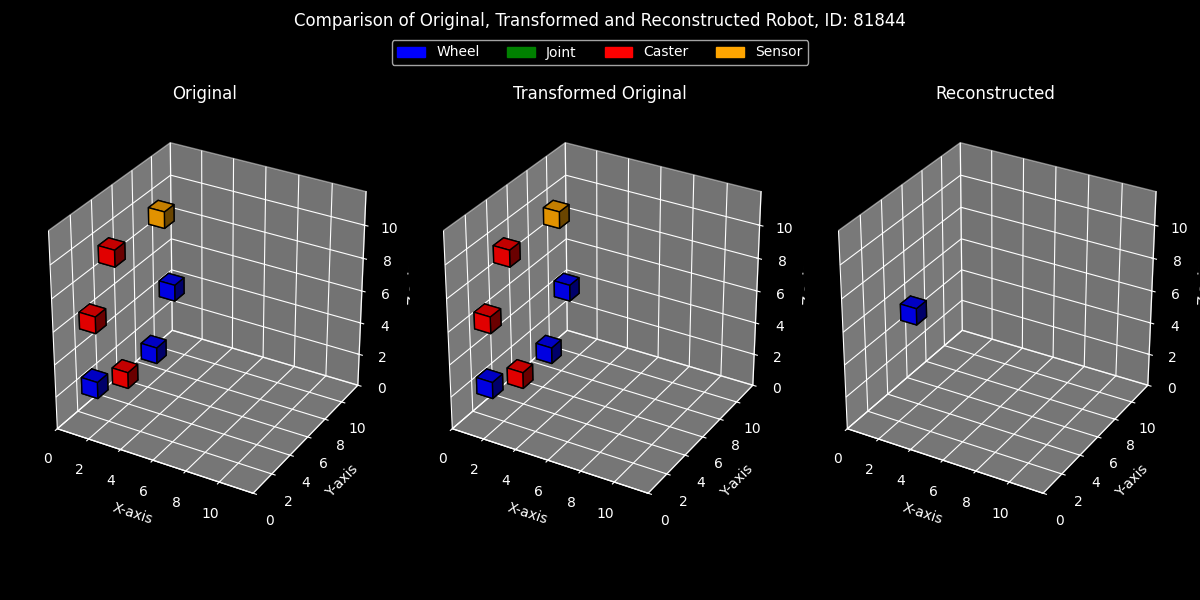 Comparison of Original, Transformed and Reconstructed Robot, ID: 81844
Wheel Joint Caster Sensor
Original Transformed Original Reconstructed
10 10 10
8 8 8
6 6 6
4 4 4
2 2 2
0 0 0
10 10 10
8 8 8
0 2 4 6 8 10 0 2 4 6 8 10 0 2 4 6 8 10
6 6 6
4 4 4
2 2 2
0 0 0
X-axis Y-axis X-axis Y-axis X-axis Y-axis